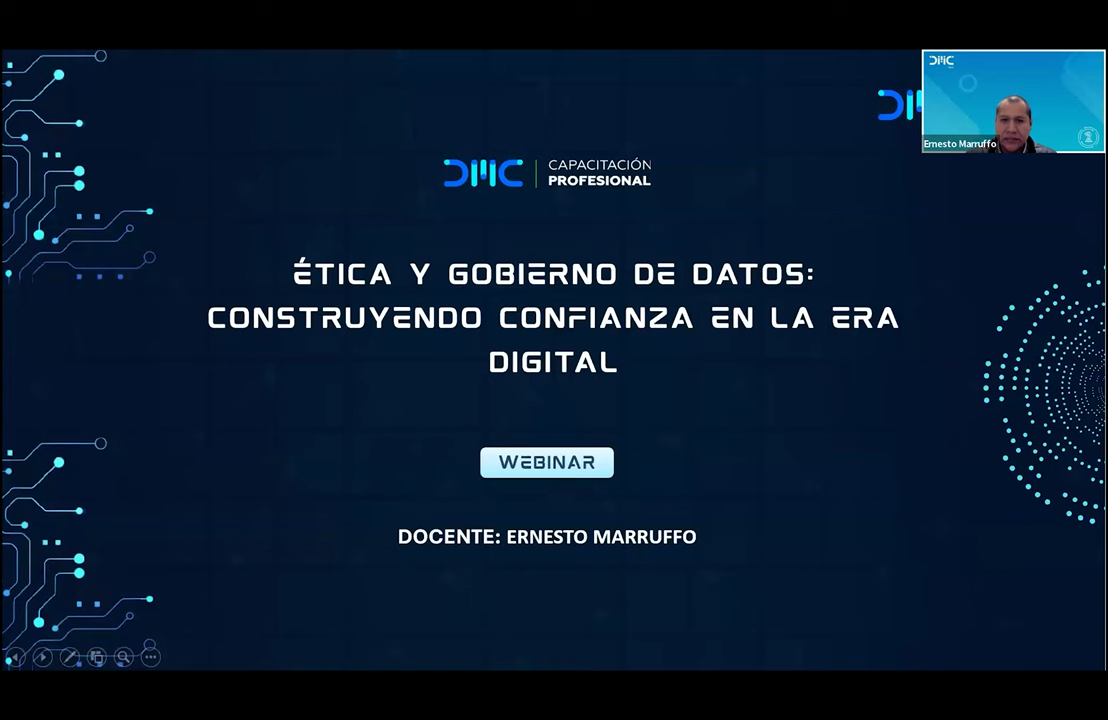 DMC
Ernesto Marruffo
DMC
CAPACITACIÓN
PROFESIONAL
ÉTICA Y GOBIERNO DE DATOS:
CONSTRUYENDO CONFIANZA EN LA ERA
DIGITAL
WEBINAR
DOCENTE: ERNESTO MARRUFFO